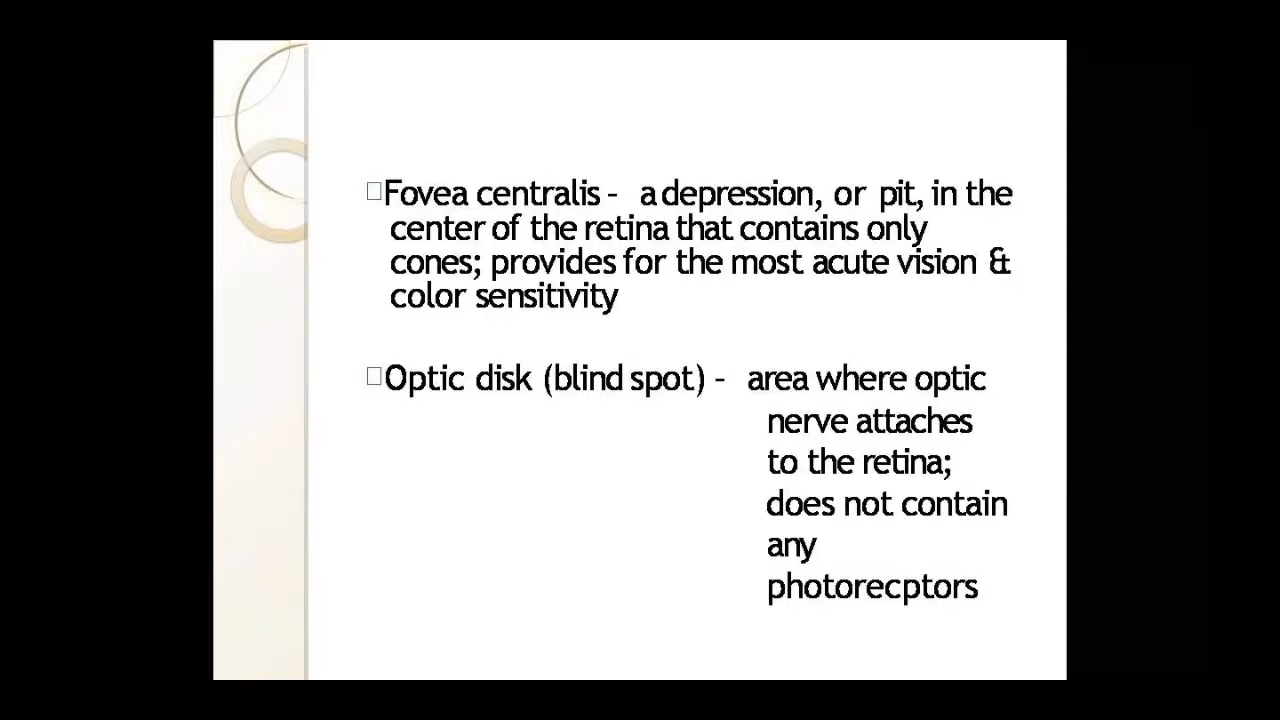 Fovea centralis – a depression, or pit, in the
center of the retina that contains only
cones; provides for the most acute vision &
color sensitivity
Optic disk (blind spot) – area where optic
nerve attaches
to the retina;
does not contain
any
photorecptors